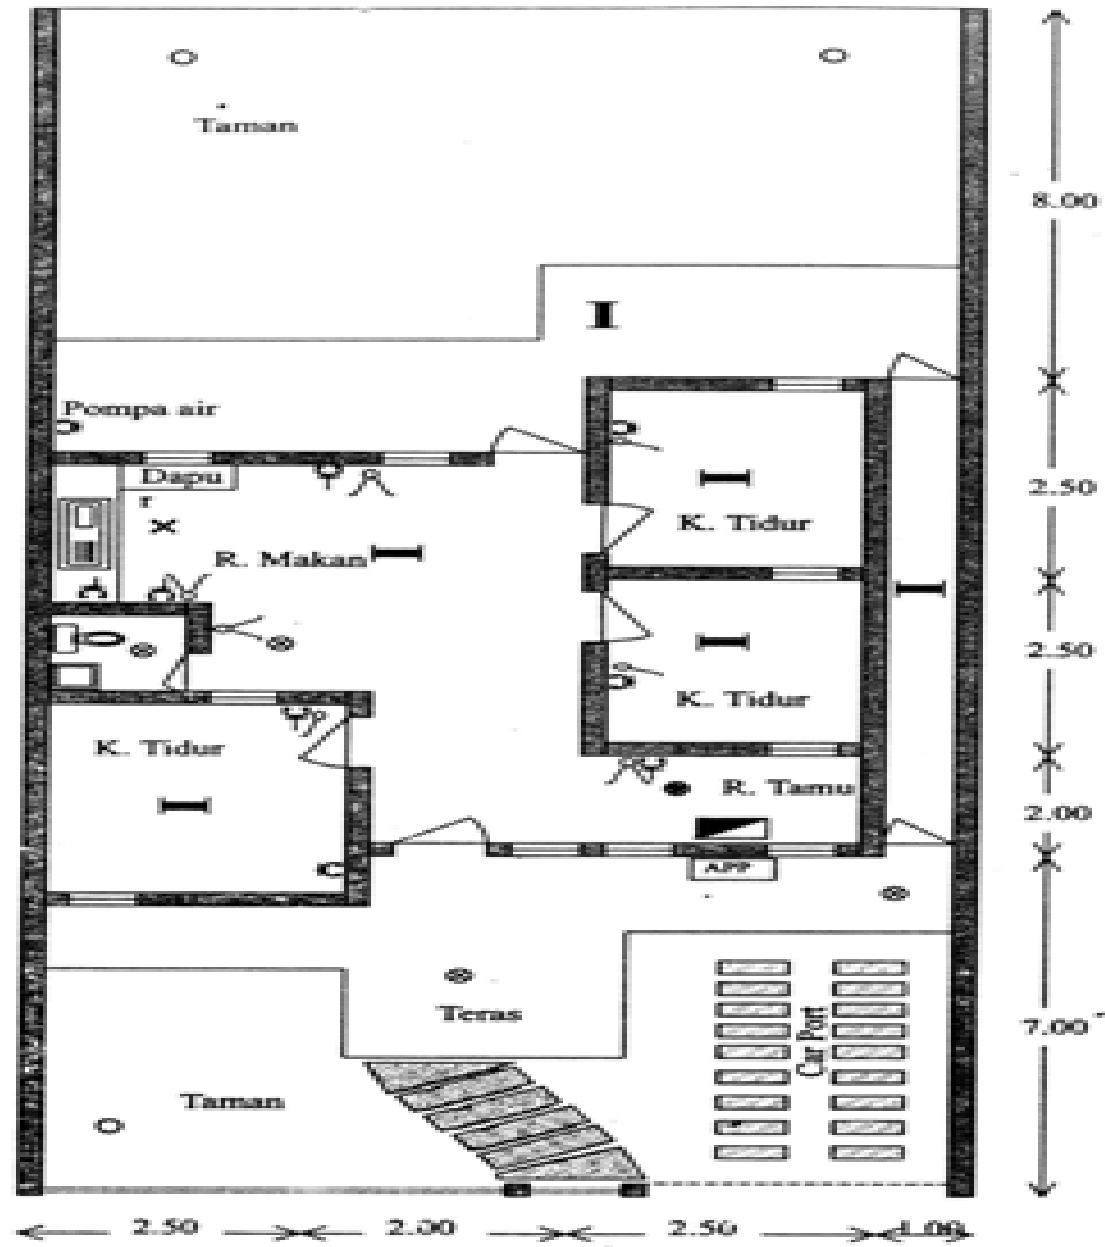 Taman
8.00
Pompa air
Dapu
r
2.50
K. Tidur
R. Makan
2.50
K. Tidur
K. Tidur
R. Tamu
2.00
APP
Teras
7.00
Car Port
Taman
2.50
2.00
2.50
1.00